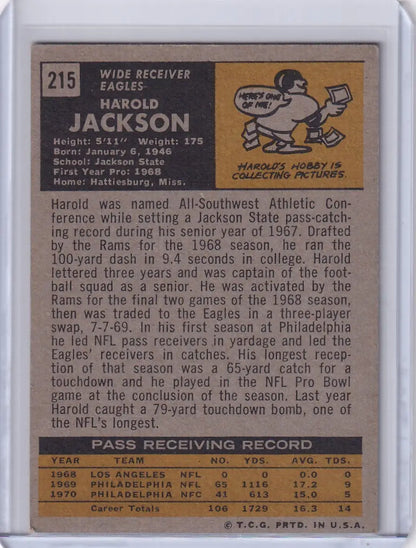 215
WIDE RECEIVER
EAGLES
HAROLD
JACKSON
Height: 5'11" Weight: 175
Born: January 6, 1946
School: Jackson State
First Year Pro: 1968
Home: Hattiesburg, Miss.
HERE'S ONE
OF ME!
HAROLD'S HOBBY IS
COLLECTING PICTURES.
Harold was named All-Southwest Athletic Con-
ference while setting a Jackson State pass-catch-
ing record during his senior year of 1967. Drafted
by the Rams for the 1968 season, he ran the
100-yard dash in 9.4 seconds in college. Harold
lettered three years and was captain of the foot-
ball squad as a senior. He was activated by the
Rams for the final two games of the 1968 season,
then was traded to the Eagles in a three-player
swap, 7-7-69. In his first season at Philadelphia
he led NFL pass receivers in yardage and led the
Eagles' receivers in catches. His longest recep-
tion of that season was a 65-yard catch for a
touchdown and he played in the NFL Pro Bowl
game at the conclusion of the season. Last year
Harold caught a 79-yard touchdown bomb, one of
the NFL's longest.
PASS RECEIVING RECORD
YEAR TEAM NO. YDS. AVG. TDS.
1968 LOS ANGELES NFL 0 0 0 0
1969 PHILADELPHIA NFL 65 1116 17.2 9
1970 PHILADELPHIA NFC 41 613 15.0 5
Career Totals 106 1729 16.3 14
© T.C.G. PRTD. IN U.S.A.